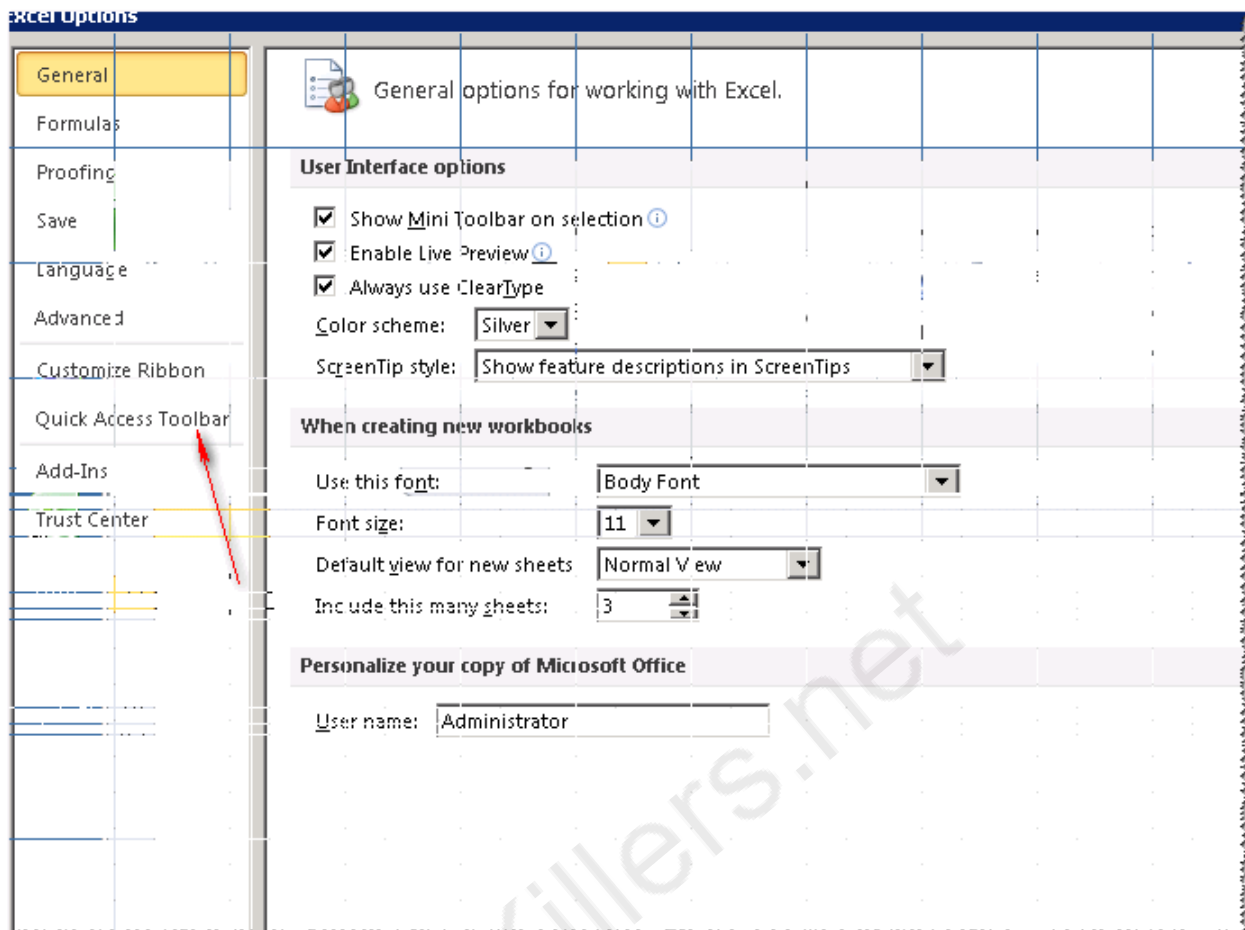 Excel Options
General
Formulas
Proofing
Save
Language
Advanced
Customize Ribbon
Quick Access Toolbar
Add-Ins
Trust Center
General options for working with Excel.
User Interface options
Show Mini Toolbar on selection
Enable Live Preview
Always use ClearType
Color scheme: Silver
ScreenTip style: Show feature descriptions in ScreenTips
When creating new workbooks
Use this font: Body Font
Font size: 11
Default view for new sheets Normal View
Include this many sheets: 3
Personalize your copy of Microsoft Office
User name: Administrator
illers.net